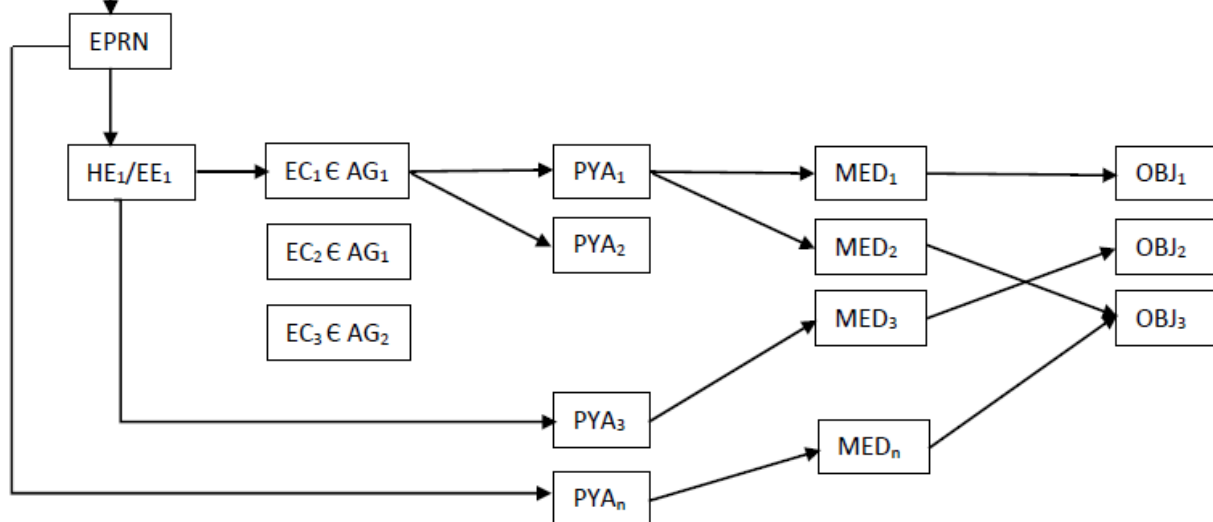 EPRN
HE₁/EE₁
EC₁ Є AG₁
PYA₁
MED₁
OBJ₁
EC₂ Є AG₁
PYA₂
MED₂
OBJ₂
EC₃ Є AG₂
MED₃
OBJ₃
PYA₃
MEDₙ
PYAₙ